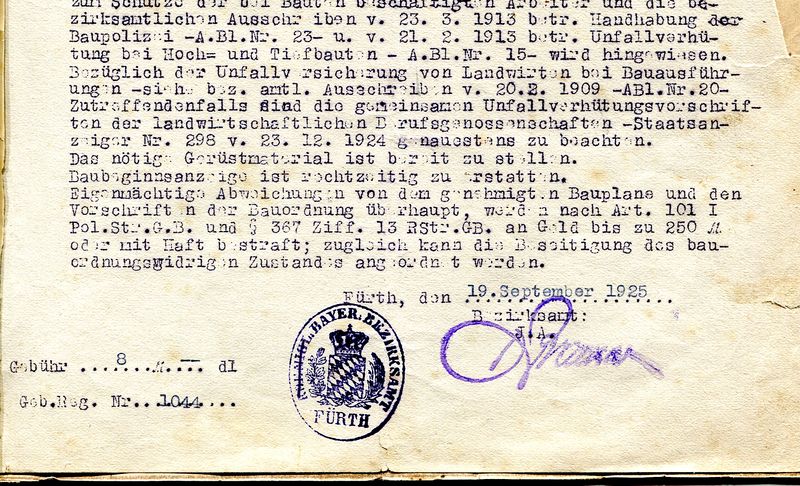 zum Schutze der bei Bauten beschäftigten Arbeiter und die be-
zirksamtlichen Ausschreiben v. 23. 3. 1913 betr. Handhabung der
Baupolizei -A.Bl.Nr. 23- u. v. 21. 2. 1913 betr. Unfallverhü-
tung bei Hoch= und Tiefbauten - A.Bl.Nr. 15- wird hingewiesen.
Bezüglich der Unfallversicherung von Landwirten bei Bauausführ-
ungen -siehe bez. amtl. Ausschreiben v. 20.2. 1909 -ABl.Nr.20-
Zutreffendenfalls sind die gemeinsamen Unfallverhütungsvorschrif-
ten der landwirtschaftlichen Berufsgenossenschaften -Staatsan-
zeiger Nr. 298 v. 23. 12. 1924 genauestens zu beachten.
Das nötige Gerüstmaterial ist bereit zu stellen.
Baubeginnsanzeige ist rechtzeitig zu erstatten.
Eigenmächtige Abweichungen von dem genehmigten Bauplane und den
Vorschriften der Bauordnung überhaupt, werden nach Art. 101 I
Pol.Str.G.B. und § 367 Ziff. 13 RStr.GB. an Geld bis zu 250 M
oder mit Haft bestraft; zugleich kann die Beseitigung des bau-
ordnungswidrigen Zustandes angeordnet werden.
Fürth, den 19.September 1925
Bezirksamt:
J.A.
KOENIGL. BAYER. BEZIRKSAMT
FÜRTH
Gebühr .....8...M.—... dl
Geb.Reg. Nr...1044....